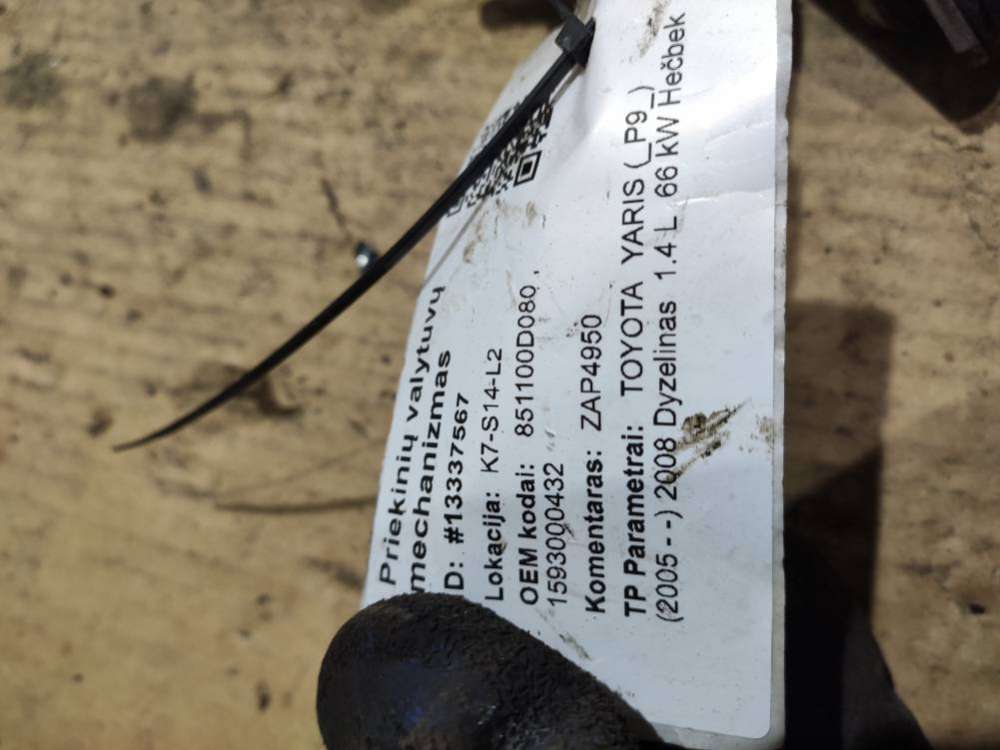 Priekinių valytuvų
mechanizmas
D: #13337567
Lokacija: K7-S14-L2
OEM kodai: 851100D080 ,
1593000432
Komentaras: ZAP4950
TP Parametrai: TOYOTA YARIS (_P9_)
(2005 - -) 2008 Dyzelinas 1.4 L 66 kW Hečbek